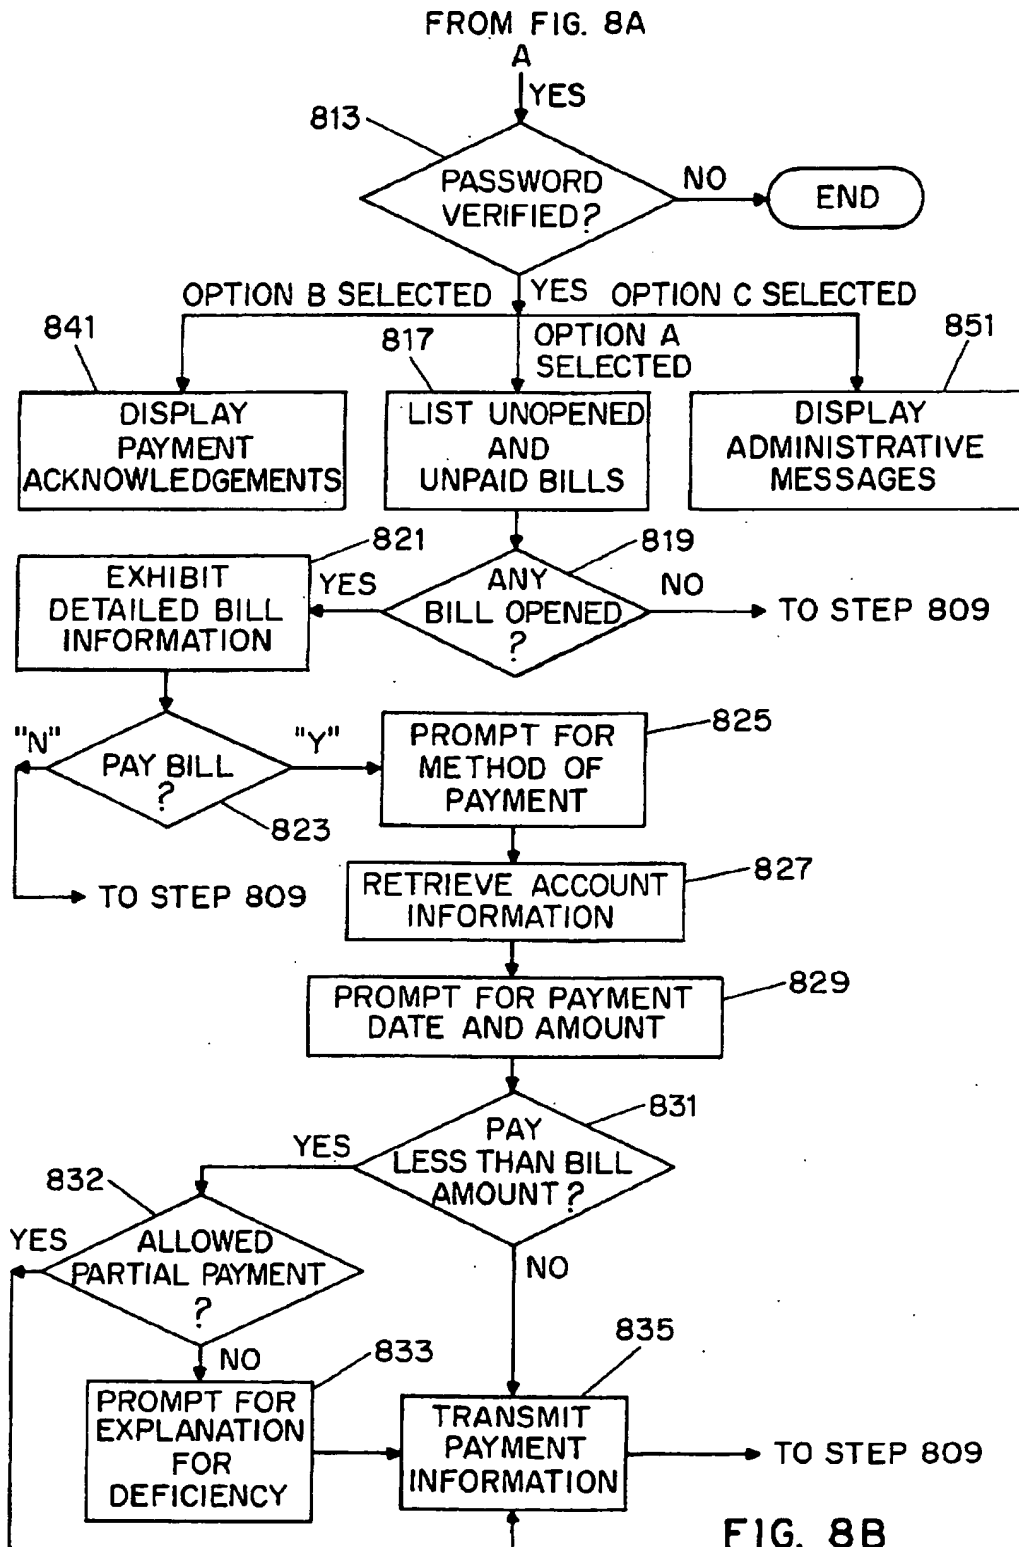 FROM FIG. 8A
A
YES
813
PASSWORD
VERIFIED?
NO
END
OPTION B SELECTED
YES
OPTION C SELECTED
841
817
OPTION A
SELECTED
851
DISPLAY
PAYMENT
ACKNOWLEDGEMENTS
LIST UNOPENED
AND
UNPAID BILLS
DISPLAY
ADMINISTRATIVE
MESSAGES
821
819
EXHIBIT
DETAILED BILL
INFORMATION
YES
ANY
BILL OPENED
?
NO
TO STEP 809
"N"
PAY BILL
?
"Y"
823
PROMPT FOR
METHOD OF
PAYMENT
825
TO STEP 809
RETRIEVE ACCOUNT
INFORMATION
827
PROMPT FOR PAYMENT
DATE AND AMOUNT
829
831
YES
PAY
LESS THAN BILL
AMOUNT?
832
YES
ALLOWED
PARTIAL PAYMENT
?
NO
NO
833
835
PROMPT FOR
EXPLANATION
FOR
DEFICIENCY
TRANSMIT
PAYMENT
INFORMATION
TO STEP 809
FIG. 8B